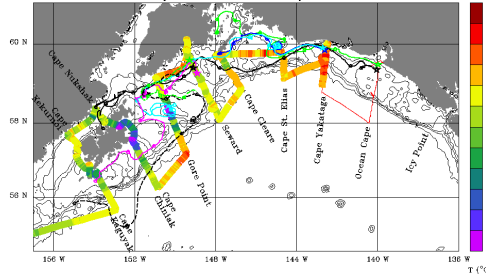 60 N
58 N
56 N
Cape Nukshak
Cape Kekurnoi
Cape St. Elias
Cape Cleare
Seward
Cape Yakataga
Ocean Cape
Icy Point
Gore Point
Cape Chiniak
Cape Kaguyak
156 W
152 W
148 W
144 W
140 W
136 W